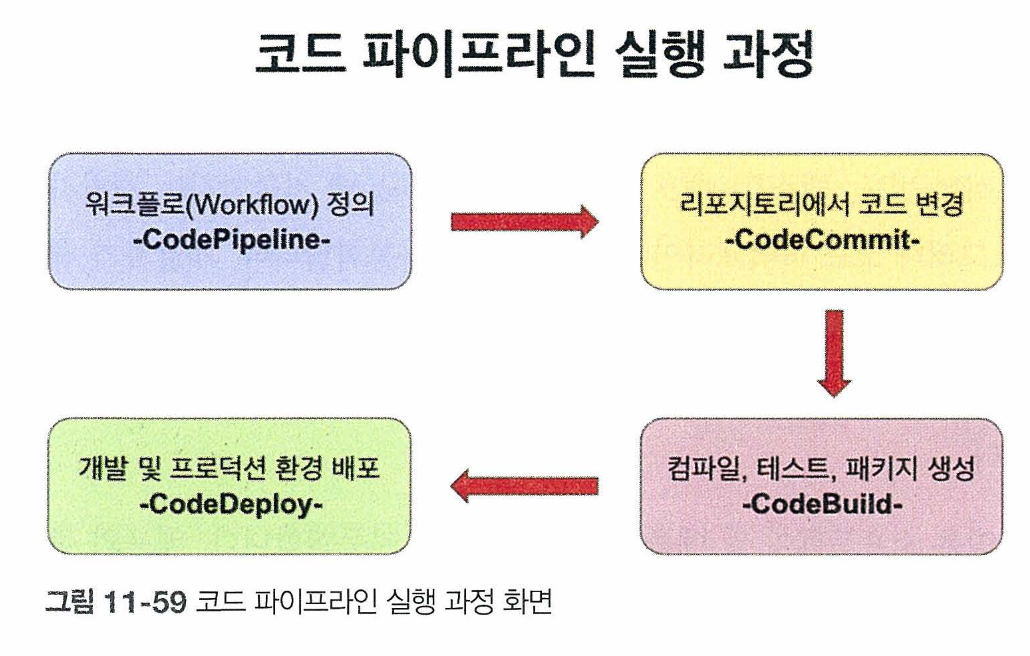 코드 파이프라인 실행 과정
워크플로(Workflow) 정의
-CodePipeline-
리포지토리에서 코드 변경
-CodeCommit-
컴파일, 테스트, 패키지 생성
-CodeBuild-
개발 및 프로덕션 환경 배포
-CodeDeploy-
그림 11-59 코드 파이프라인 실행 과정 화면